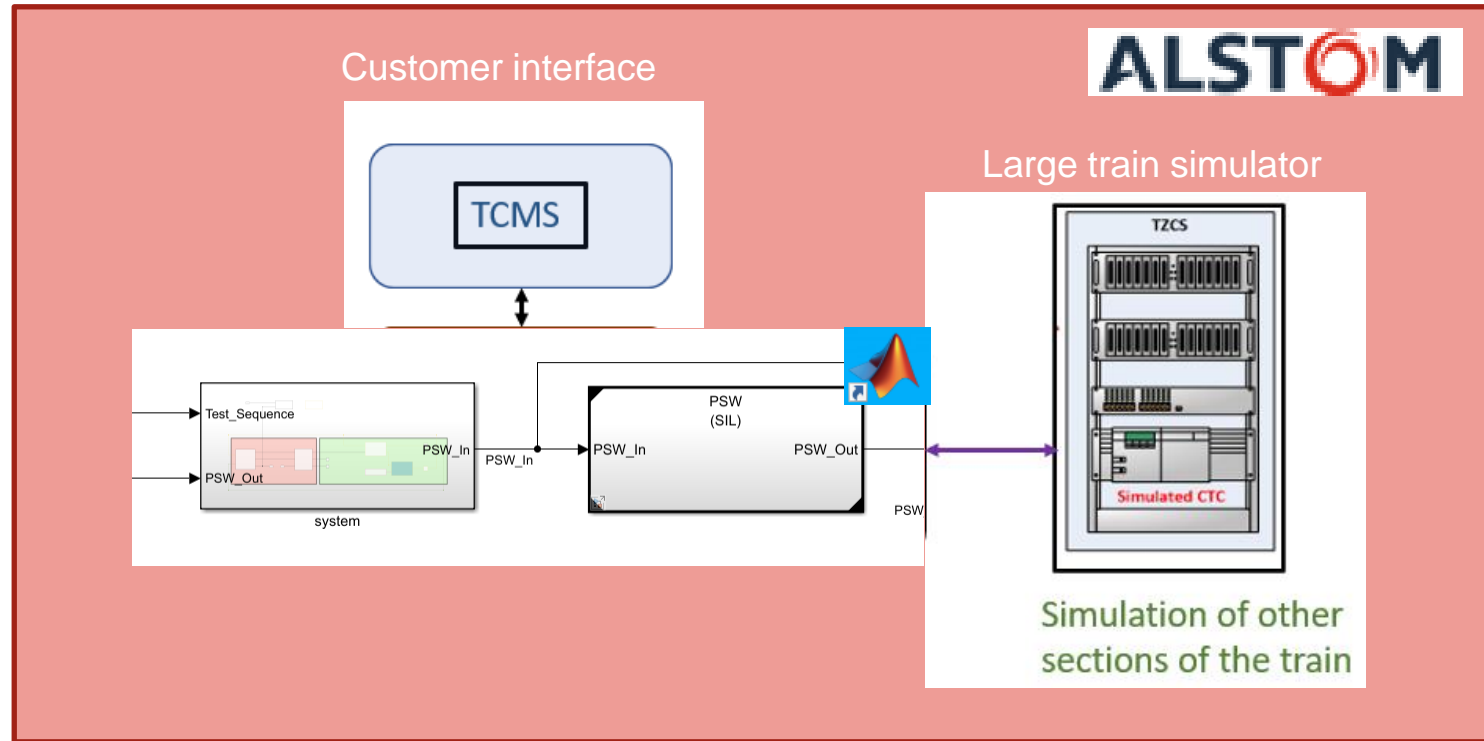 ALSTOM
Customer interface
Large train simulator
TCMS
TZCS
Test_Sequence
PSW_In
PSW_Out
system
PSW_In
PSW
(SIL)
PSW_In
PSW_Out
PSW
Simulated CTC
Simulation of other
sections of the train